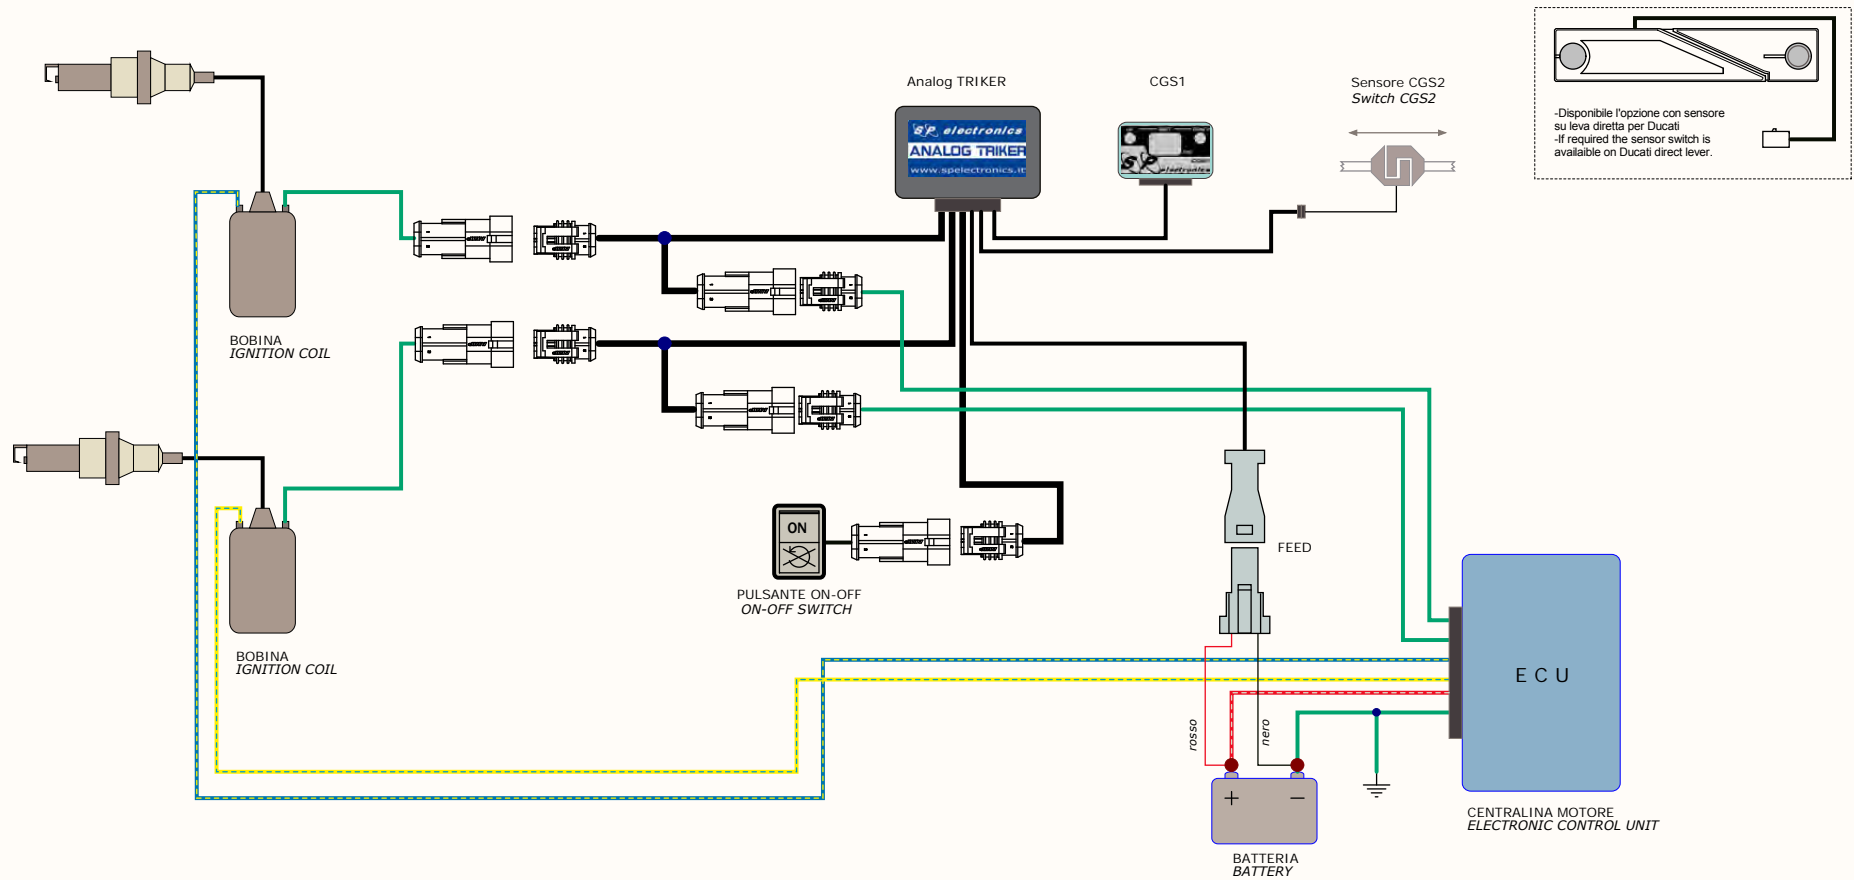 Analog TRIKER
SP electronics
ANALOG TRIKER
www.spelectronics.it
CGS1
SP
electronics
Sensore CGS2
Switch CGS2
-Disponibile l'opzione con sensore
su leva diretta per Ducati
-If required the sensor switch is
availaible on Ducati direct lever.
BOBINA
IGNITION COIL
BOBINA
IGNITION COIL
ON
PULSANTE ON-OFF
ON-OFF SWITCH
FEED
rosso
nero
+
−
BATTERIA
BATTERY
ECU
CENTRALINA MOTORE
ELECTRONIC CONTROL UNIT